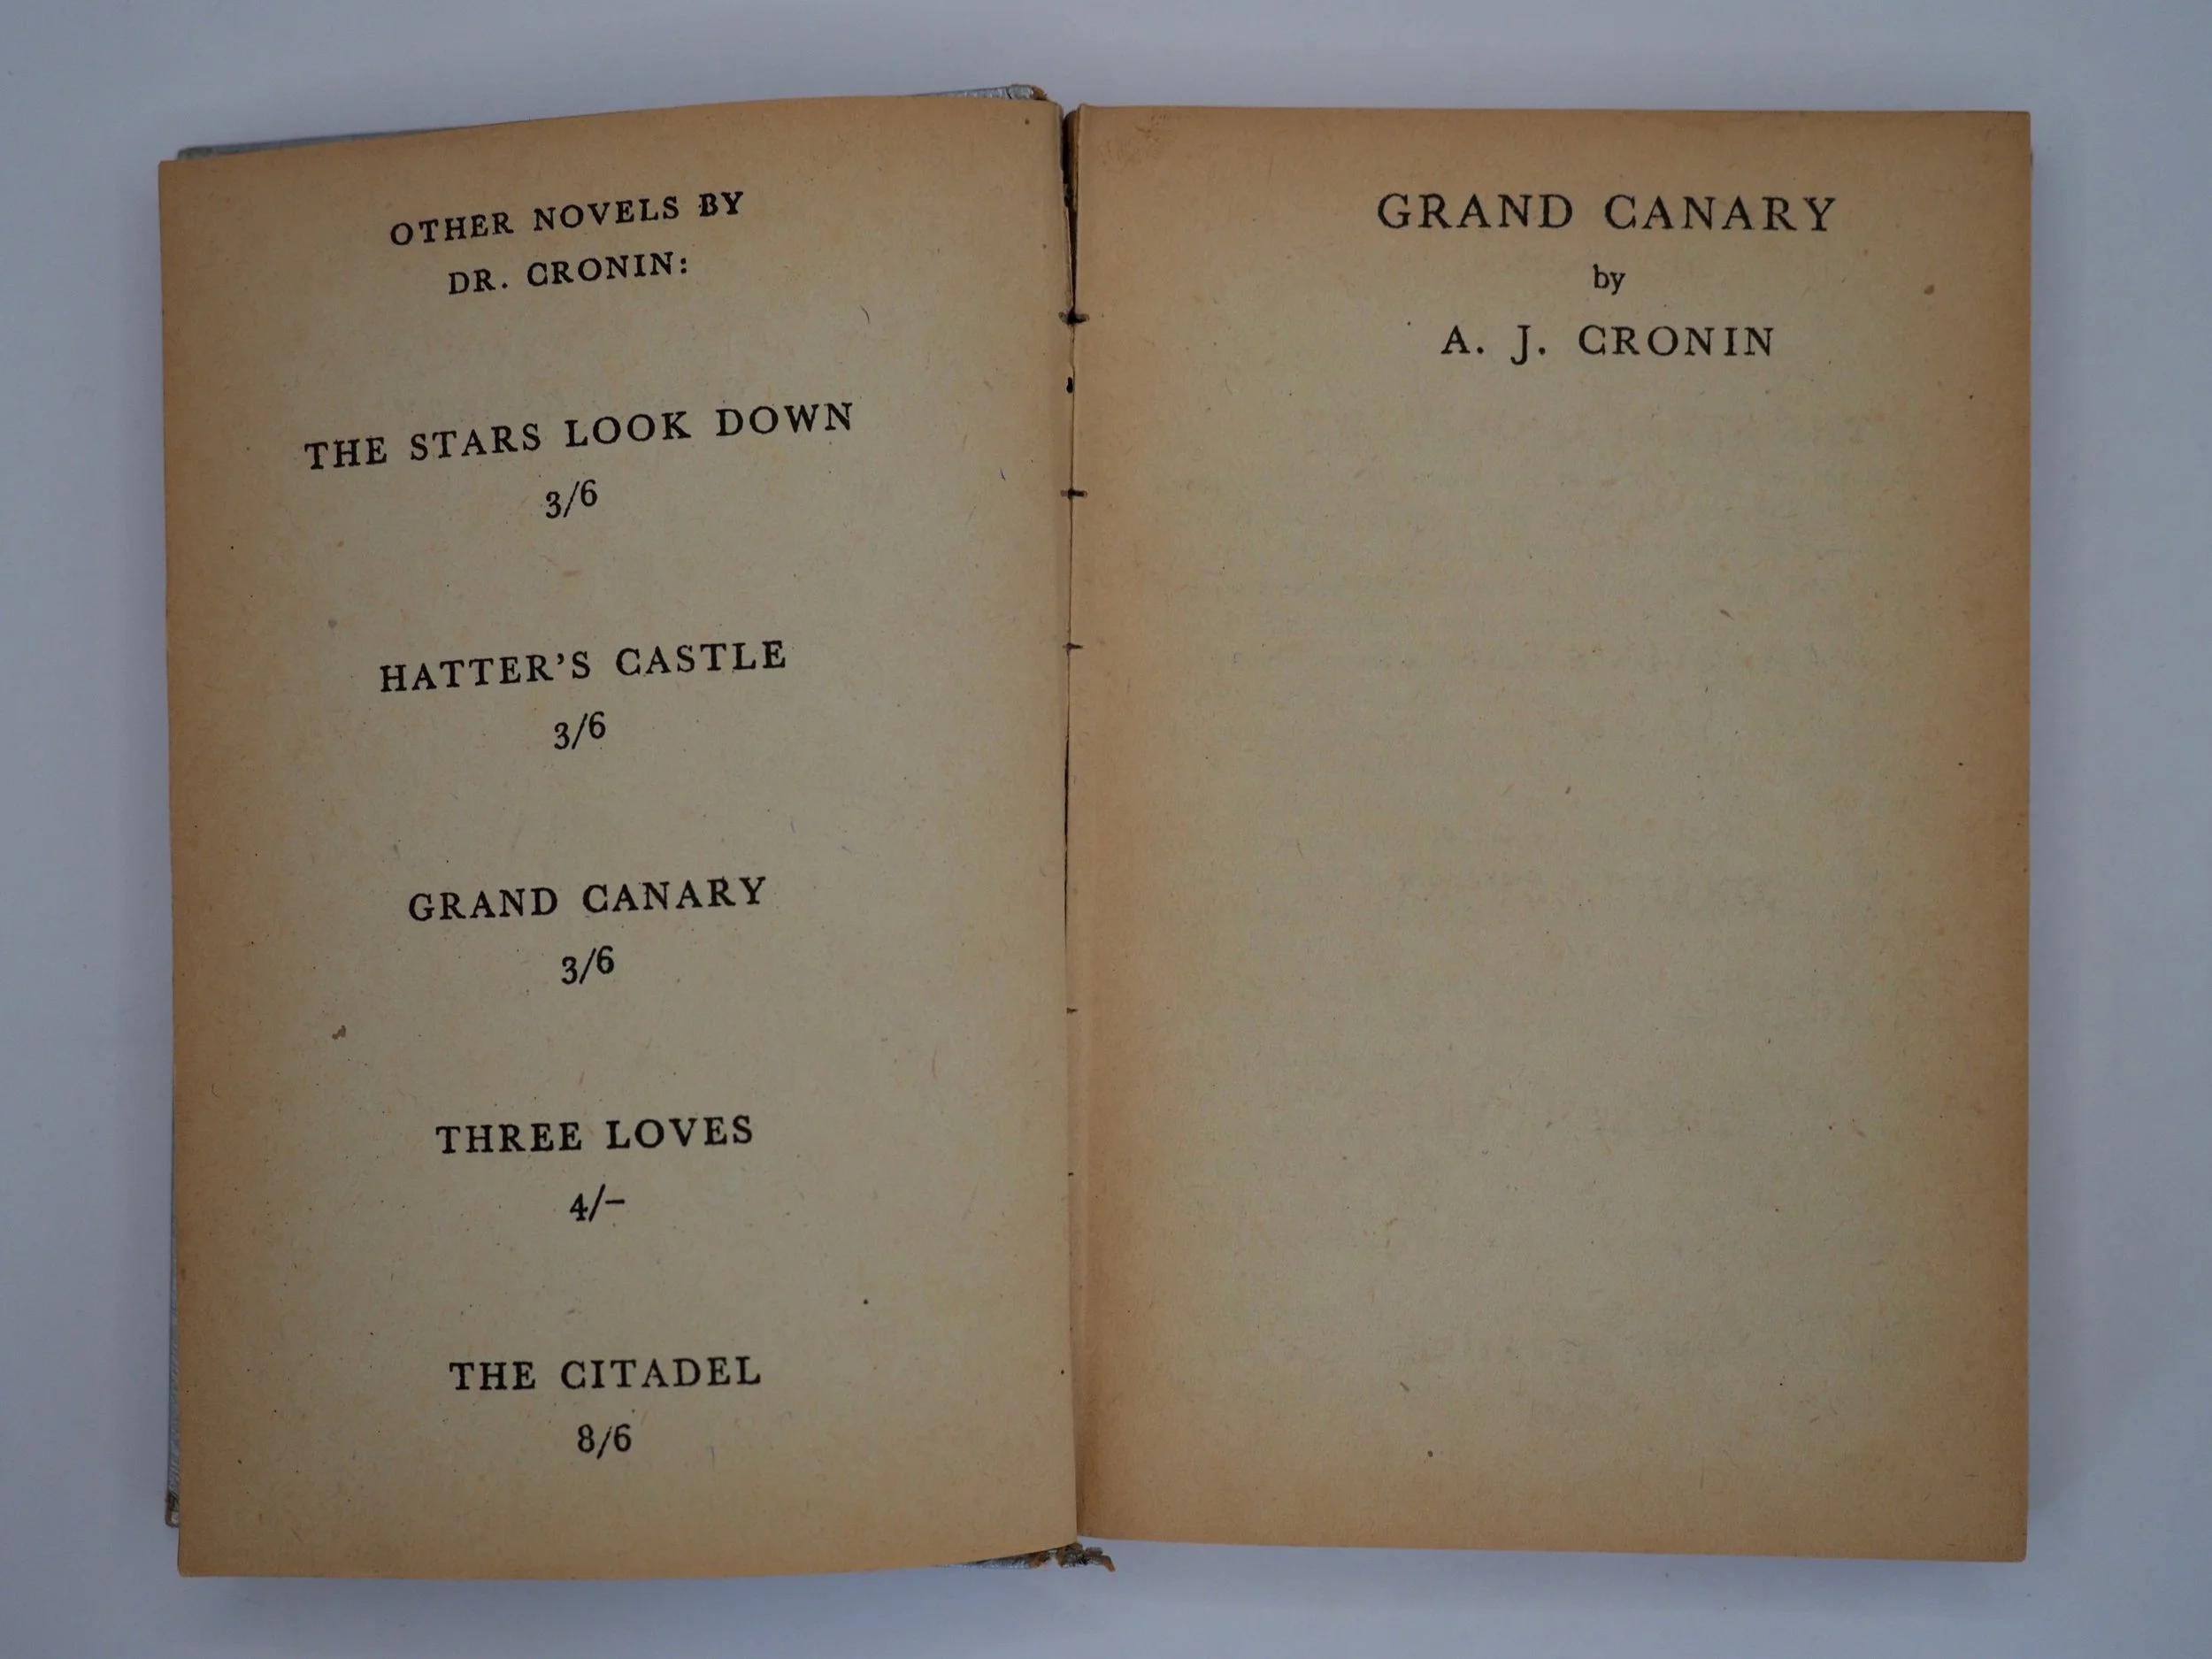 OTHER NOVELS BY
DR. CRONIN:
THE STARS LOOK DOWN
3/6
HATTER'S CASTLE
3/6
GRAND CANARY
3/6
THREE LOVES
4/–
THE CITADEL
8/6
GRAND CANARY
by
A. J. CRONIN